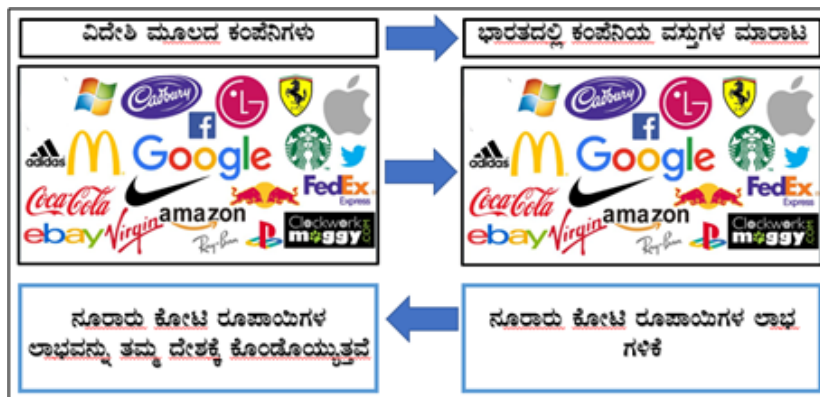 ವಿದೇಶಿ ಮೂಲದ ಕಂಪೆನಿಗಳು
ಭಾರತದಲ್ಲಿ ಕಂಪೆನಿಯ ವಸ್ತುಗಳ ಮಾರಾಟ
Cadbury
LG
Cadbury
LG
f
f
adidas
Google
adidas
Google
Coca-Cola
FedEx
Express
Coca-Cola
FedEx
Express
ebay
Virgin
amazon
Ray-Ban
Clockwork
moggy
.COM
ebay
Virgin
amazon
Ray-Ban
Clockwork
moggy
.COM
ನೂರಾರು ಕೋಟಿ ರೂಪಾಯಿಗಳ
ಲಾಭವನ್ನು ತಮ್ಮ ದೇಶಕ್ಕೆ ಕೊಂಡೊಯ್ಯುತ್ತವೆ
ನೂರಾರು ಕೋಟಿ ರೂಪಾಯಿಗಳ ಲಾಭ
ಗಳಿಕೆ